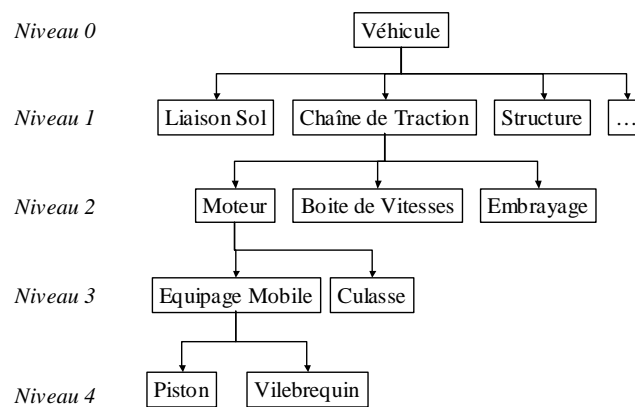 Niveau 0 Véhicule
Niveau 1 Liaison Sol Chaîne de Traction Structure …
Niveau 2 Moteur Boite de Vitesses Embrayage
Niveau 3 Equipage Mobile Culasse
Niveau 4 Piston Vilebrequin